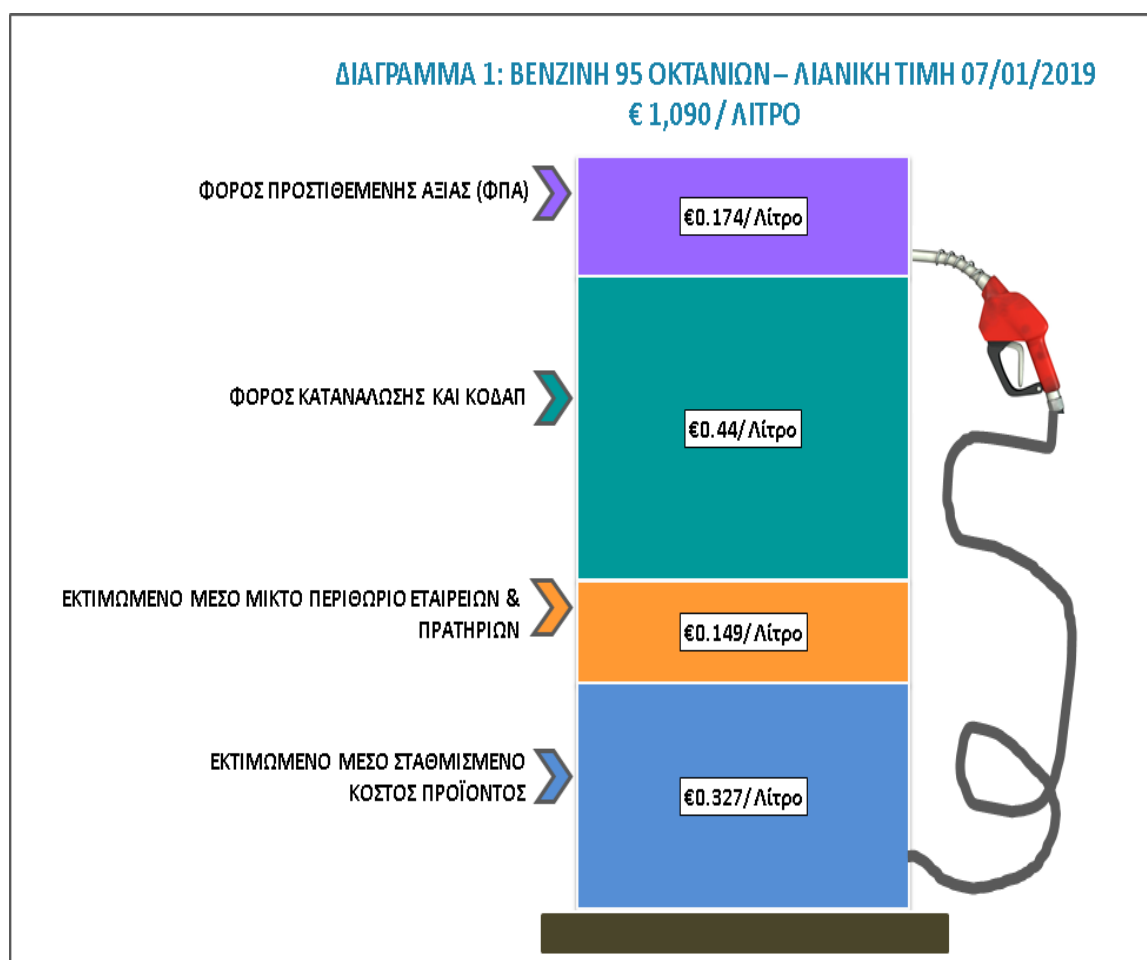 ΔΙΑΓΡΑΜΜΑ 1: ΒΕΝΖΙΝΗ 95 ΟΚΤΑΝΙΩΝ – ΛΙΑΝΙΚΗ ΤΙΜΗ 07/01/2019
€ 1,090 / ΛΙΤΡΟ
ΦΟΡΟΣ ΠΡΟΣΤΙΘΕΜΕΝΗΣ ΑΞΙΑΣ (ΦΠΑ)
€0.174/ Λίτρο
ΦΟΡΟΣ ΚΑΤΑΝΑΛΩΣΗΣ ΚΑΙ ΚΟΔΑΠ
€0.44/ Λίτρο
ΕΚΤΙΜΩΜΕΝΟ ΜΕΣΟ ΜΙΚΤΟ ΠΕΡΙΘΩΡΙΟ ΕΤΑΙΡΕΙΩΝ &
ΠΡΑΤΗΡΙΩΝ
€0.149/ Λίτρο
ΕΚΤΙΜΩΜΕΝΟ ΜΕΣΟ ΣΤΑΘΜΙΣΜΕΝΟ
ΚΟΣΤΟΣ ΠΡΟΪΟΝΤΟΣ
€0.327/ Λίτρο